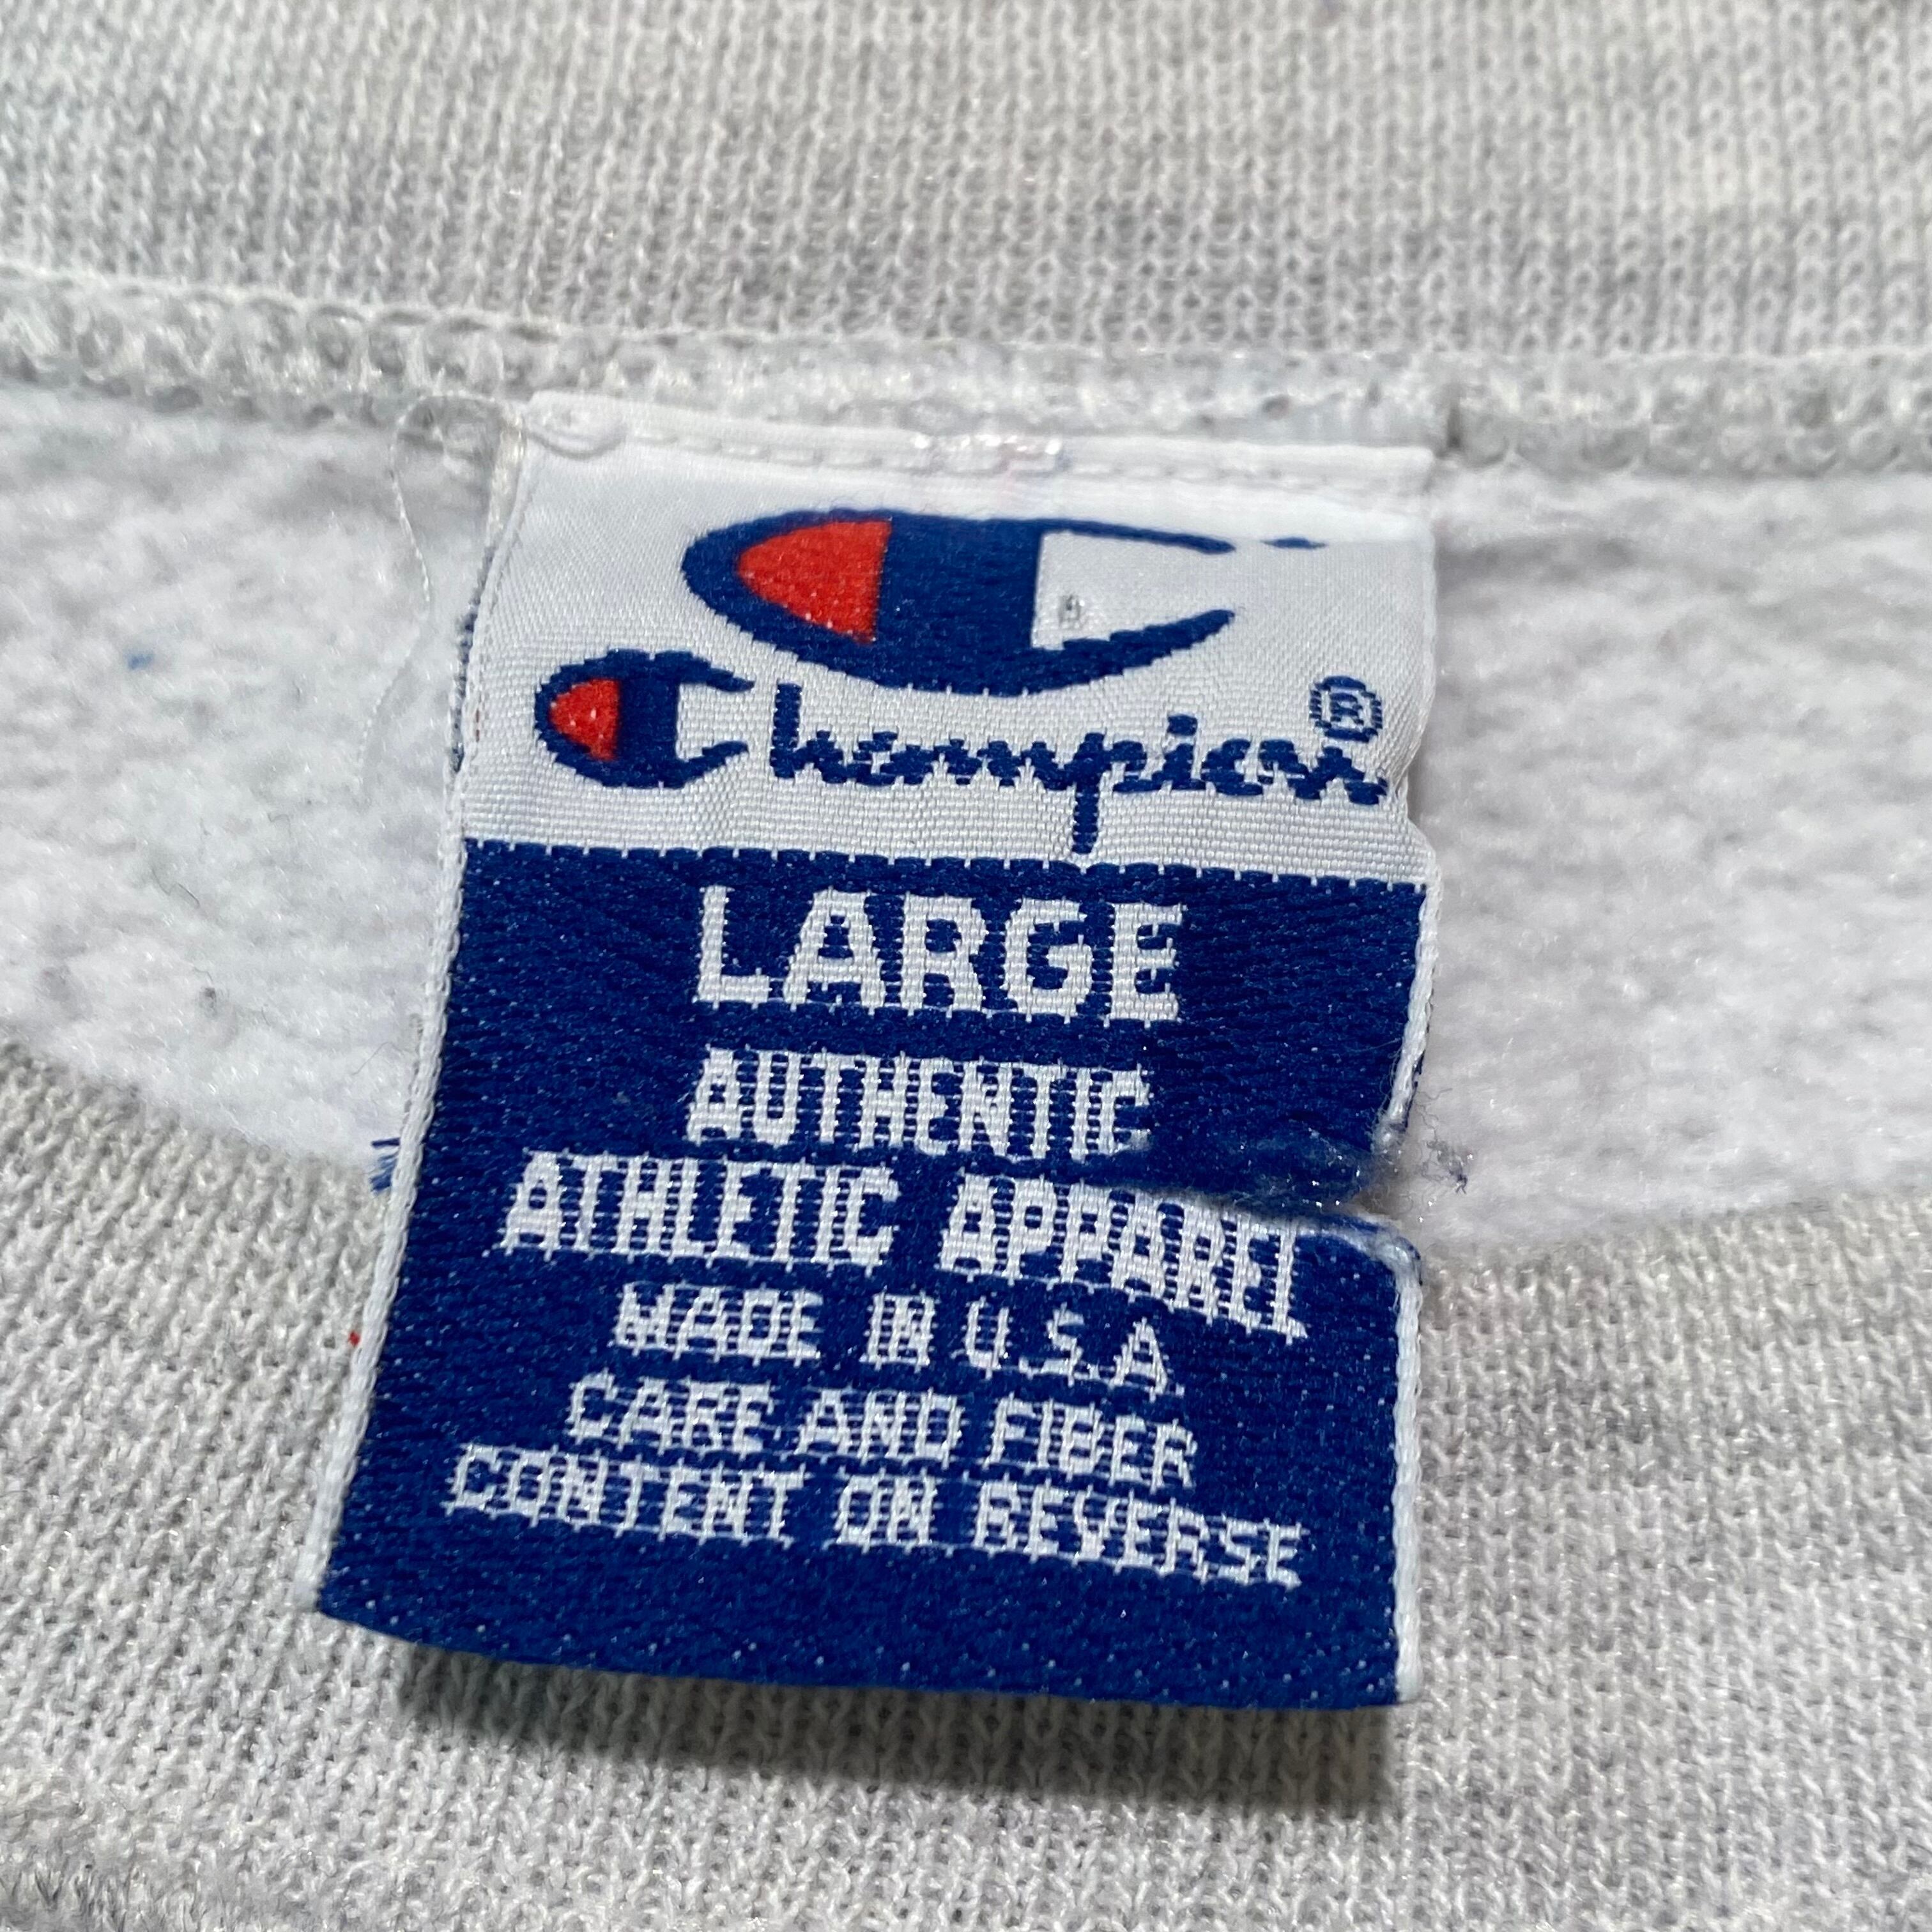 Champion®
LARGE
AUTHENTIC
ATHLETIC APPAREL
MADE IN U.S.A.
CARE AND FIBER
CONTENT ON REVERSE